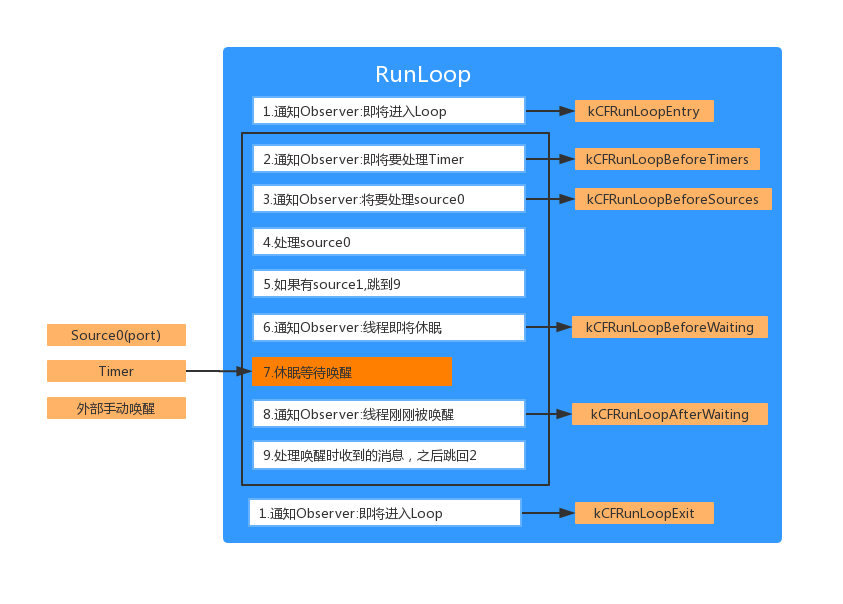 RunLoop
1.通知Observer:即将进入Loop
kCFRunLoopEntry
2.通知Observer:即将要处理Timer
kCFRunLoopBeforeTimers
3.通知Observer:将要处理source0
kCFRunLoopBeforeSources
4.处理source0
5.如果有source1,跳到9
Source0(port)
6.通知Observer:线程即将休眠
kCFRunLoopBeforeWaiting
Timer
7.休眠等待唤醒
外部手动唤醒
8.通知Observer:线程刚刚被唤醒
kCFRunLoopAfterWaiting
9.处理唤醒时收到的消息，之后跳回2
1.通知Observer:即将进入Loop
kCFRunLoopExit